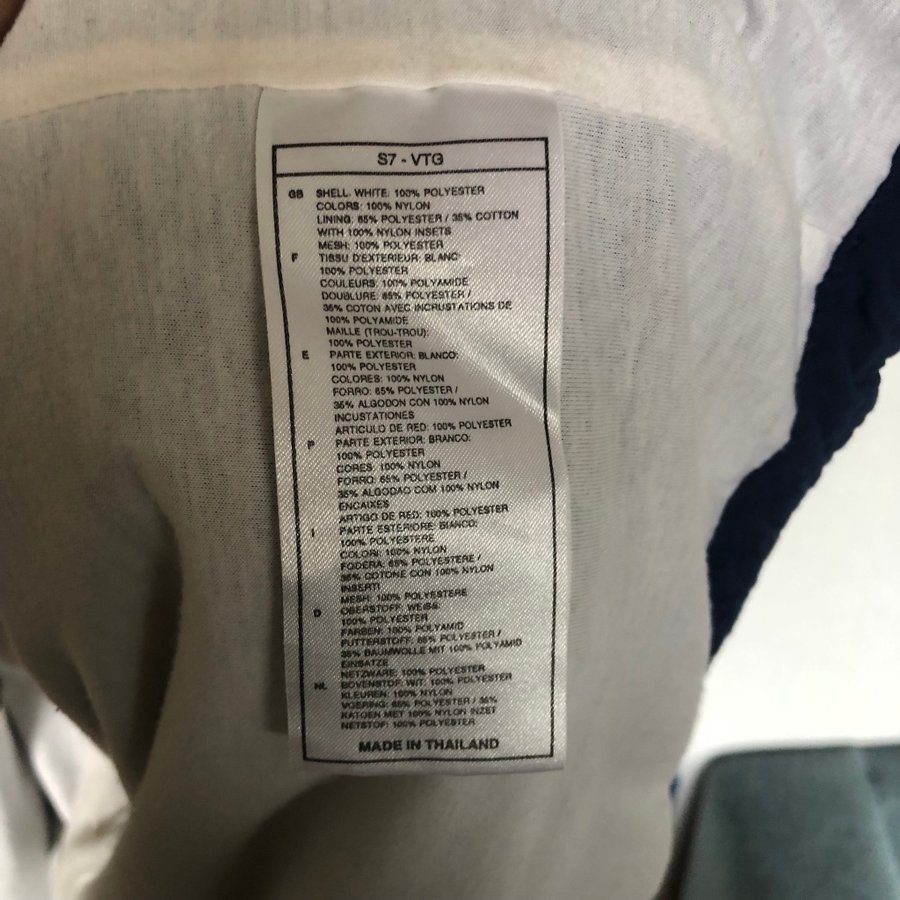 S7 - VTG
GB SHELL: WHITE: 100% POLYESTER
COLORS: 100% NYLON
LINING: 65% POLYESTER / 35% COTTON
WITH 100% NYLON INSETS
MESH: 100% POLYESTER
F TISSU D'EXTERIEUR: BLANC:
100% POLYESTER
COULEURS: 100% POLYAMIDE
DOUBLURE: 65% POLYESTER /
35% COTON AVEC INCRUSTATIONS DE
100% POLYAMIDE
MAILLE (TROU-TROU):
100% POLYESTER
E PARTE EXTERIOR: BLANCO:
100% POLYESTER
COLORES: 100% NYLON
FORRO: 65% POLYESTER /
35% ALGODON CON 100% NYLON
INCUSTATIONES
ARTICULO DE RED: 100% POLYESTER
P PARTE EXTERIOR: BRANCO:
100% POLYESTER
CORES: 100% NYLON
FORRO: 65% POLYESTER /
35% ALGODAO COM 100% NYLON
ENCAIXES
ARTIGO DE RED: 100% POLYESTER
I PARTE ESTERIORE: BIANCO:
100% POLYESTERE
COLORI: 100% NYLON
FODERA: 65% POLYESTERE /
35% COTONE CON 100% NYLON
INSERTI
MESH: 100% POLYESTERE
D OBERSTOFF: WEISS:
100% POLYESTER
FARBEN: 100% POLYAMID
FUTTERSTOFF: 65% POLYESTER /
35% BAUMWOLLE MIT 100% POLYAMID
EINSATZE
NETZWARE: 100% POLYESTER
NL BOVENSTOF: WIT: 100% POLYESTER
KLEUREN: 100% NYLON
VOERING: 65% POLYESTER / 35%
KATOEN MET 100% NYLON INZET
NETSTOF: 100% POLYESTER
MADE IN THAILAND